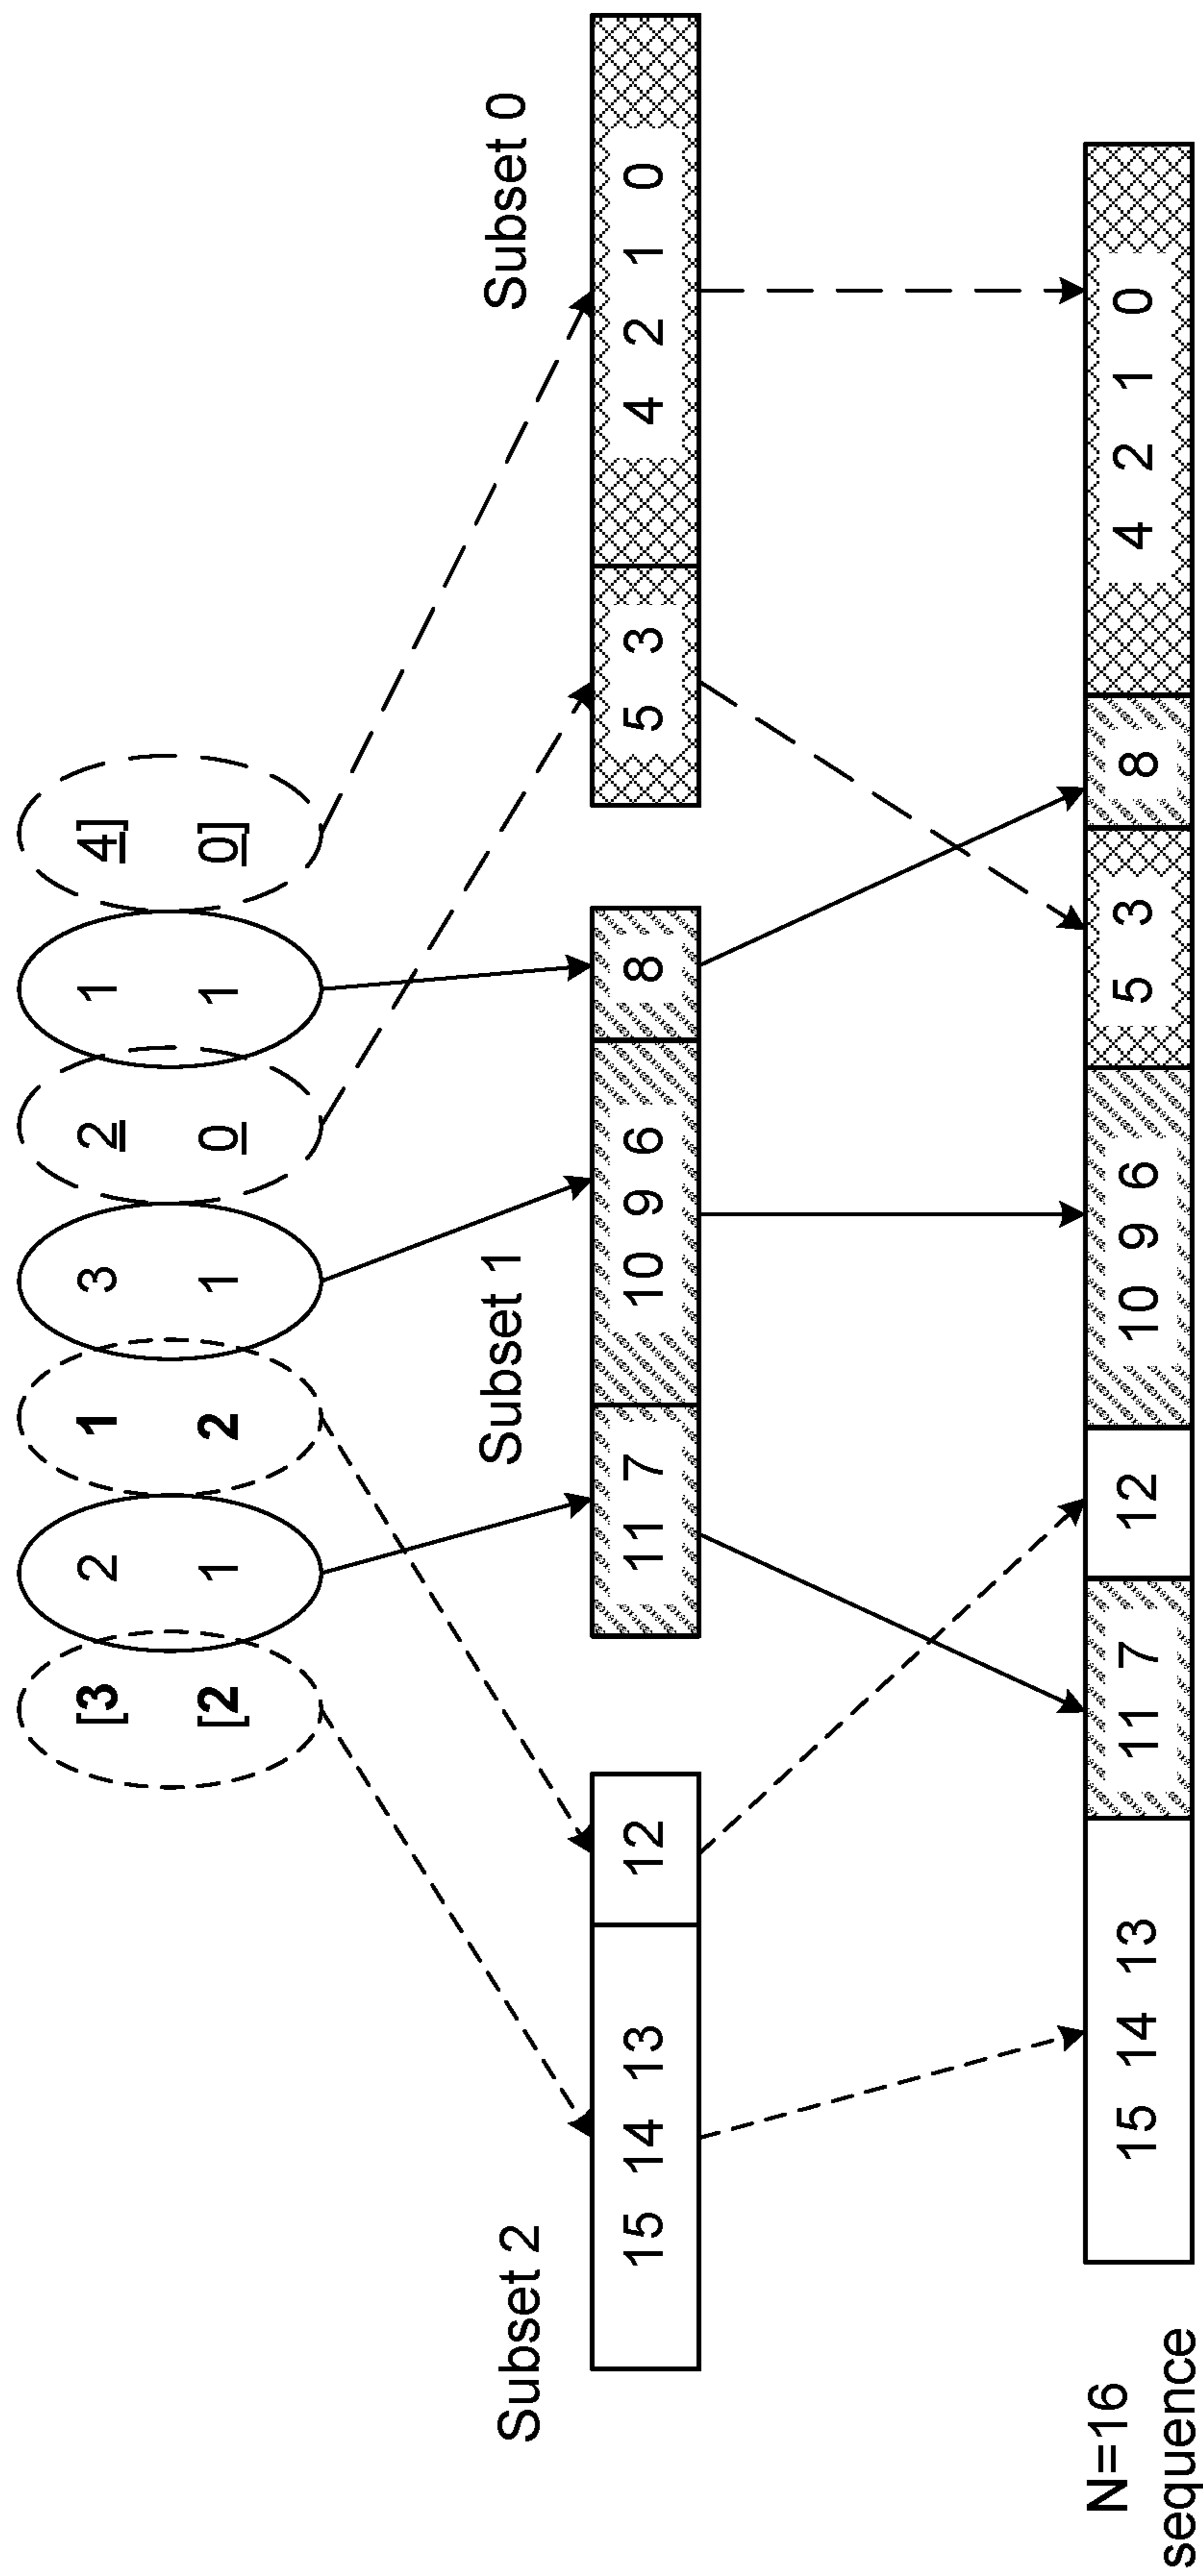 [3 2 1 3 2 1 4]
[2 1 2 1 0 1 0]
Subset 2
Subset 1
Subset 0
15 14 13 12
11 7 10 9 6 8
5 3 4 2 1 0
N=16
sequence
15 14 13 11 7 12 10 9 6 5 3 8 4 2 1 0